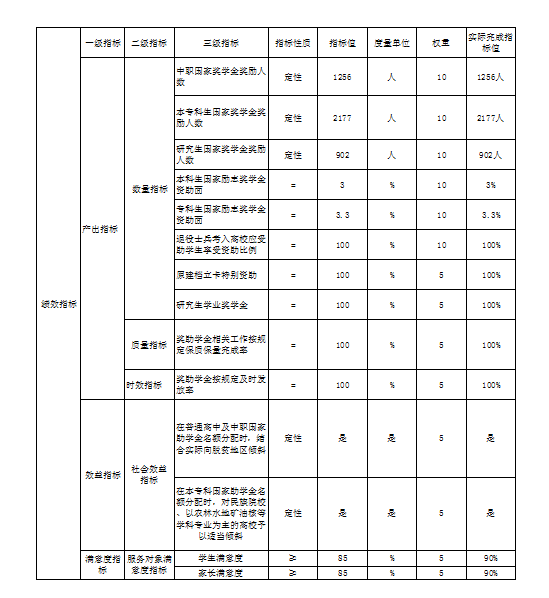 一级指标 二级指标 三级指标 指标性质 指标值 度量单位 权重 实际完成指
标值
绩效指标
产出指标
数量指标
中职国家奖学金奖励人
数
定性 1256 人 10 1256人
本专科生国家奖学金奖
励人数
定性 2177 人 10 2177人
研究生国家奖学金奖励
人数
定性 902 人 10 902人
本科生国家励志奖学金
资助面
= 3 % 10 3%
专科生国家励志奖学金
资助面
= 3.3 % 10 3.3%
退役士兵考入高校应受
助学生享受资助比例
= 100 % 10 100%
原建档立卡特别资助 = 100 % 5 100%
研究生学业奖学金 = 100 % 5 100%
质量指标
奖助学金相关工作按规
定保质保量完成率
= 100 % 5 100%
时效指标
奖助学金按规定及时发
放率
= 100 % 5 100%
效益指标
社会效益
指标
在普通高中及中职国家
助学金名额分配时，结
合实际向脱贫地区倾斜
定性 是 是 5 是
在本专科国家助学金名
额分配时，对民族院校
、以农林水地矿油核等
学科专业为主的高校予
以适当倾斜
定性 是 是 5 是
满意度指
标
服务对象满
意度指标
学生满意度 ≥ 85 % 5 90%
家长满意度 ≥ 85 % 5 90%